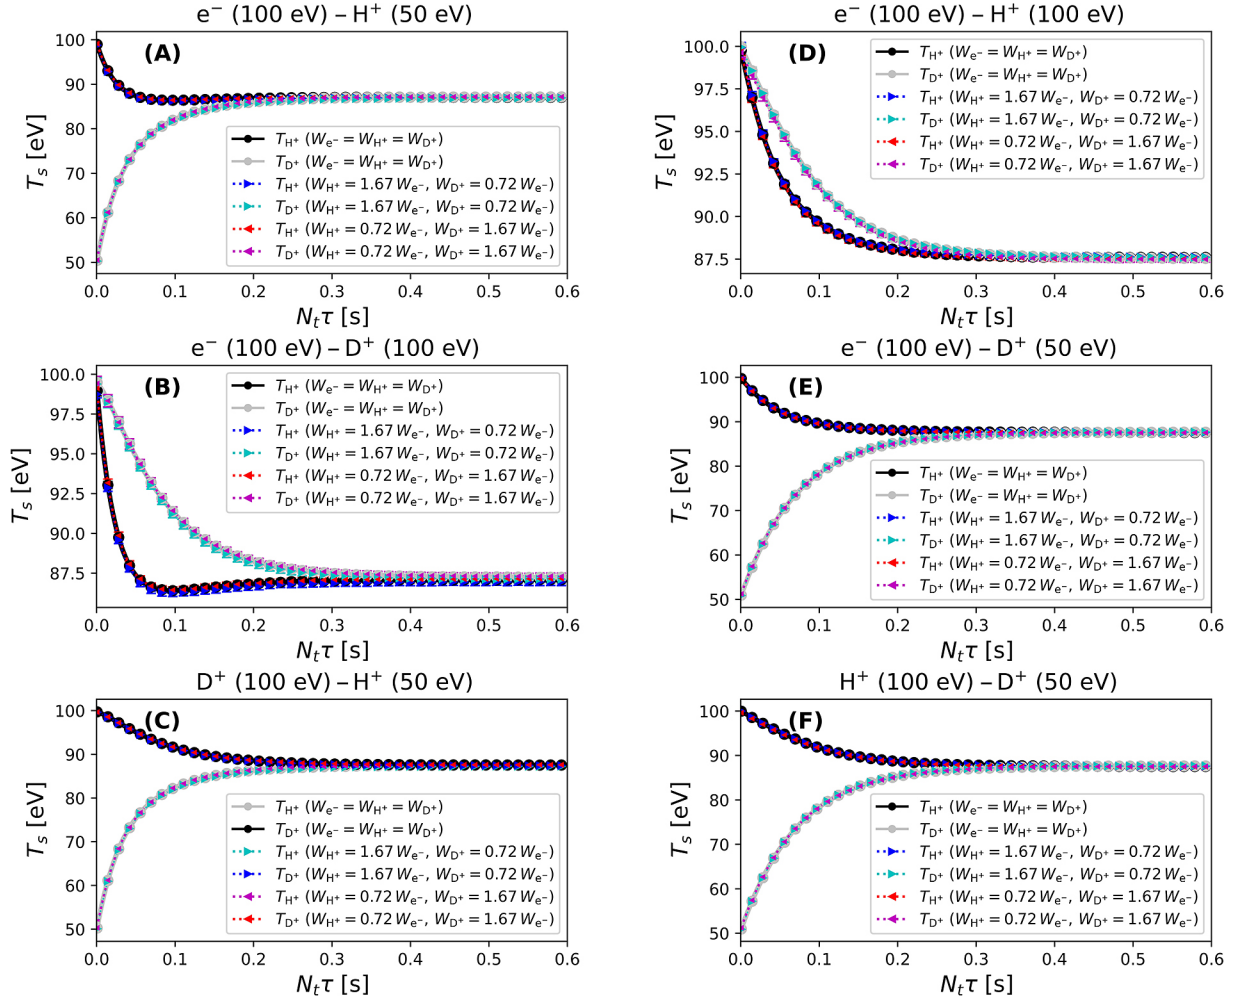 e⁻ (100 eV) – H⁺ (50 eV)
(A)
T_s [eV]
100
90
80
70
60
50
T_H⁺ (W_e⁻ = W_H⁺ = W_D⁺)
T_D⁺ (W_e⁻ = W_H⁺ = W_D⁺)
T_H⁺ (W_H⁺ = 1.67 W_e⁻, W_D⁺ = 0.72 W_e⁻)
T_D⁺ (W_H⁺ = 1.67 W_e⁻, W_D⁺ = 0.72 W_e⁻)
T_H⁺ (W_H⁺ = 0.72 W_e⁻, W_D⁺ = 1.67 W_e⁻)
T_D⁺ (W_H⁺ = 0.72 W_e⁻, W_D⁺ = 1.67 W_e⁻)
0.0 0.1 0.2 0.3 0.4 0.5 0.6
N_tτ [s]
e⁻ (100 eV) – H⁺ (100 eV)
(D)
T_s [eV]
100.0
97.5
95.0
92.5
90.0
87.5
T_H⁺ (W_e⁻ = W_H⁺ = W_D⁺)
T_D⁺ (W_e⁻ = W_H⁺ = W_D⁺)
T_H⁺ (W_H⁺ = 1.67 W_e⁻, W_D⁺ = 0.72 W_e⁻)
T_D⁺ (W_H⁺ = 1.67 W_e⁻, W_D⁺ = 0.72 W_e⁻)
T_H⁺ (W_H⁺ = 0.72 W_e⁻, W_D⁺ = 1.67 W_e⁻)
T_D⁺ (W_H⁺ = 0.72 W_e⁻, W_D⁺ = 1.67 W_e⁻)
0.0 0.1 0.2 0.3 0.4 0.5 0.6
N_tτ [s]
e⁻ (100 eV) – D⁺ (100 eV)
(B)
T_s [eV]
100.0
97.5
95.0
92.5
90.0
87.5
T_H⁺ (W_e⁻ = W_H⁺ = W_D⁺)
T_D⁺ (W_e⁻ = W_H⁺ = W_D⁺)
T_H⁺ (W_H⁺ = 1.67 W_e⁻, W_D⁺ = 0.72 W_e⁻)
T_D⁺ (W_H⁺ = 1.67 W_e⁻, W_D⁺ = 0.72 W_e⁻)
T_H⁺ (W_H⁺ = 0.72 W_e⁻, W_D⁺ = 1.67 W_e⁻)
T_D⁺ (W_H⁺ = 0.72 W_e⁻, W_D⁺ = 1.67 W_e⁻)
0.0 0.1 0.2 0.3 0.4 0.5 0.6
N_tτ [s]
e⁻ (100 eV) – D⁺ (50 eV)
(E)
T_s [eV]
100
90
80
70
60
50
T_H⁺ (W_e⁻ = W_H⁺ = W_D⁺)
T_D⁺ (W_e⁻ = W_H⁺ = W_D⁺)
T_H⁺ (W_H⁺ = 1.67 W_e⁻, W_D⁺ = 0.72 W_e⁻)
T_D⁺ (W_H⁺ = 1.67 W_e⁻, W_D⁺ = 0.72 W_e⁻)
T_H⁺ (W_H⁺ = 0.72 W_e⁻, W_D⁺ = 1.67 W_e⁻)
T_D⁺ (W_H⁺ = 0.72 W_e⁻, W_D⁺ = 1.67 W_e⁻)
0.0 0.1 0.2 0.3 0.4 0.5 0.6
N_tτ [s]
D⁺ (100 eV) – H⁺ (50 eV)
(C)
T_s [eV]
100
90
80
70
60
50
T_H⁺ (W_e⁻ = W_H⁺ = W_D⁺)
T_D⁺ (W_e⁻ = W_H⁺ = W_D⁺)
T_H⁺ (W_H⁺ = 1.67 W_e⁻, W_D⁺ = 0.72 W_e⁻)
T_D⁺ (W_H⁺ = 1.67 W_e⁻, W_D⁺ = 0.72 W_e⁻)
T_H⁺ (W_H⁺ = 0.72 W_e⁻, W_D⁺ = 1.67 W_e⁻)
T_D⁺ (W_H⁺ = 0.72 W_e⁻, W_D⁺ = 1.67 W_e⁻)
0.0 0.1 0.2 0.3 0.4 0.5 0.6
N_tτ [s]
H⁺ (100 eV) – D⁺ (50 eV)
(F)
T_s [eV]
100
90
80
70
60
50
T_H⁺ (W_e⁻ = W_H⁺ = W_D⁺)
T_D⁺ (W_e⁻ = W_H⁺ = W_D⁺)
T_H⁺ (W_H⁺ = 1.67 W_e⁻, W_D⁺ = 0.72 W_e⁻)
T_D⁺ (W_H⁺ = 1.67 W_e⁻, W_D⁺ = 0.72 W_e⁻)
T_H⁺ (W_H⁺ = 0.72 W_e⁻, W_D⁺ = 1.67 W_e⁻)
T_D⁺ (W_H⁺ = 0.72 W_e⁻, W_D⁺ = 1.67 W_e⁻)
0.0 0.1 0.2 0.3 0.4 0.5 0.6
N_tτ [s]